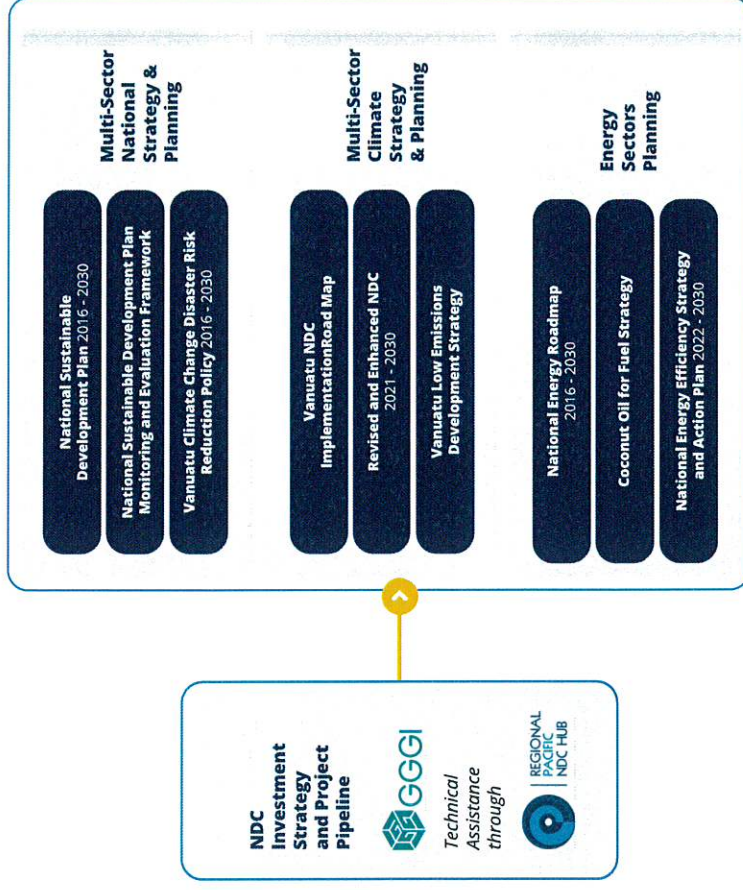 NDC
Investment
Strategy
and Project
Pipeline
GGGI
Technical
Assistance
through
REGIONAL
PACIFIC
NDC HUB
National Sustainable
Development Plan 2016 - 2030
National Sustainable Development Plan
Monitoring and Evaluation Framework
Vanuatu Climate Change Disaster Risk
Reduction Policy 2016 - 2030
Multi-Sector
National
Strategy &
Planning
Vanuatu NDC
ImplementationRoad Map
Revised and Enhanced NDC
2021 - 2030
Vanuatu Low Emissions
Development Strategy
Multi-Sector
Climate
Strategy
& Planning
National Energy Roadmap
2016 - 2030
Coconut Oil for Fuel Strategy
National Energy Efficiency Strategy
and Action Plan 2022 - 2030
Energy
Sectors
Planning